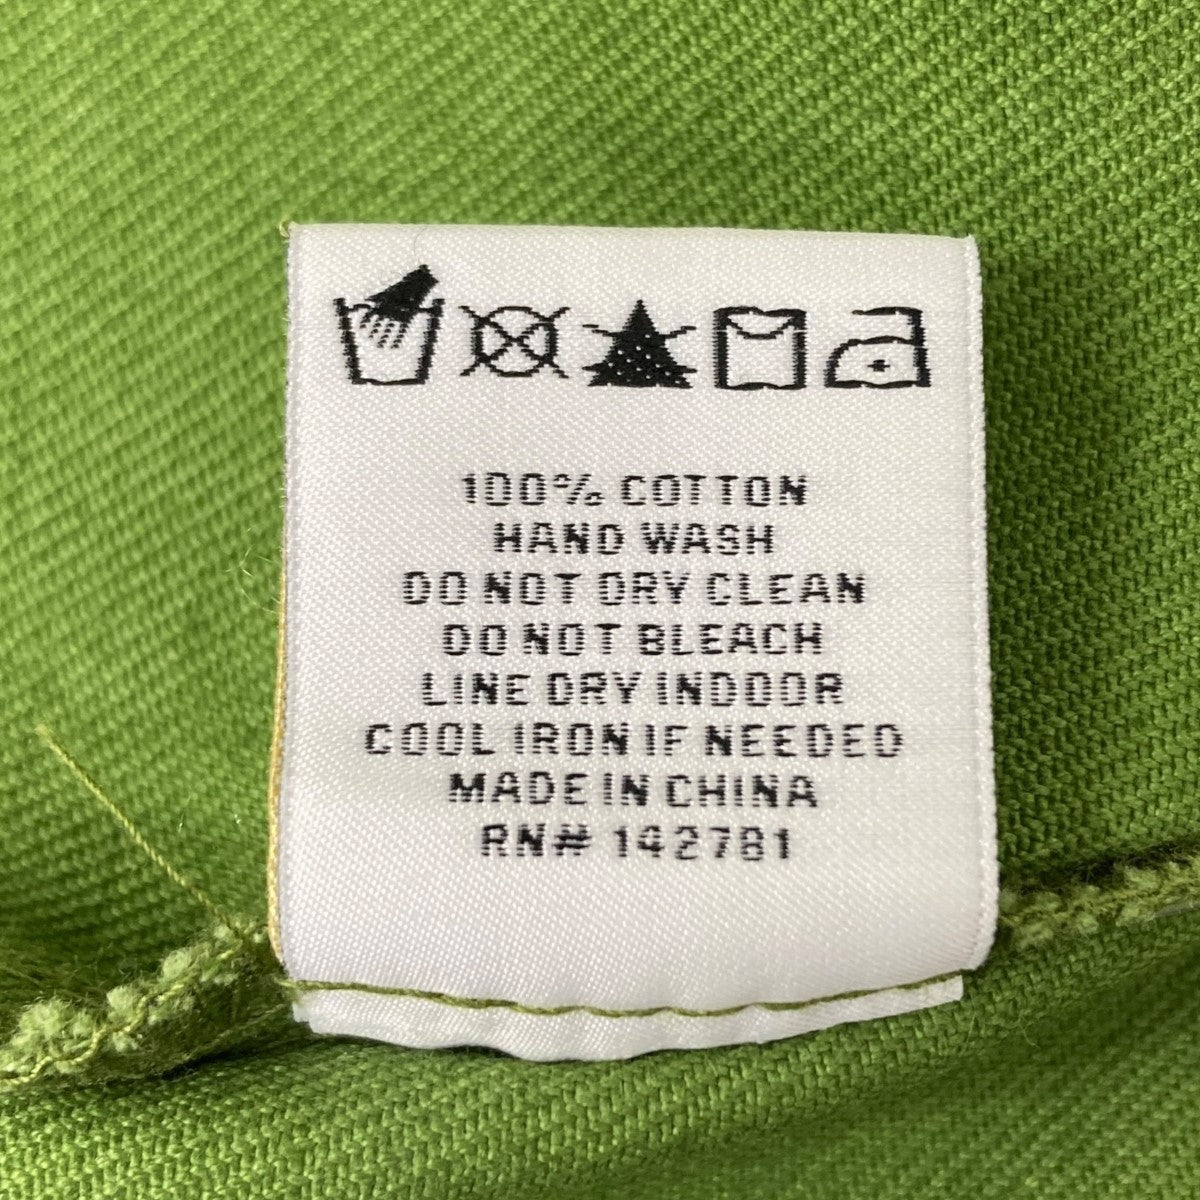 100% COTTON
HAND WASH
DO NOT DRY CLEAN
DO NOT BLEACH
LINE DRY INDOOR
COOL IRON IF NEEDED
MADE IN CHINA
RN# 142781